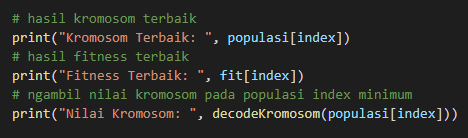 # hasil kromosom terbaik
print("Kromosom Terbaik: ", populasi[index])
# hasil fitness terbaik
print("Fitness Terbaik: ", fit[index])
# ngambil nilai kromosom pada populasi index minimum
print("Nilai Kromosom: ", decodeKromosom(populasi[index]))